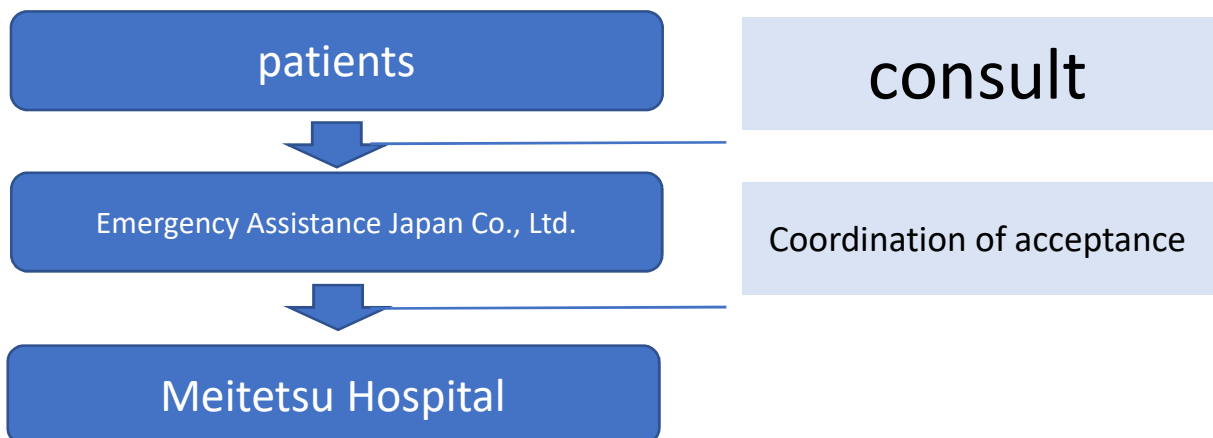 patients
consult
Emergency Assistance Japan Co., Ltd.
Coordination of acceptance
Meitetsu Hospital